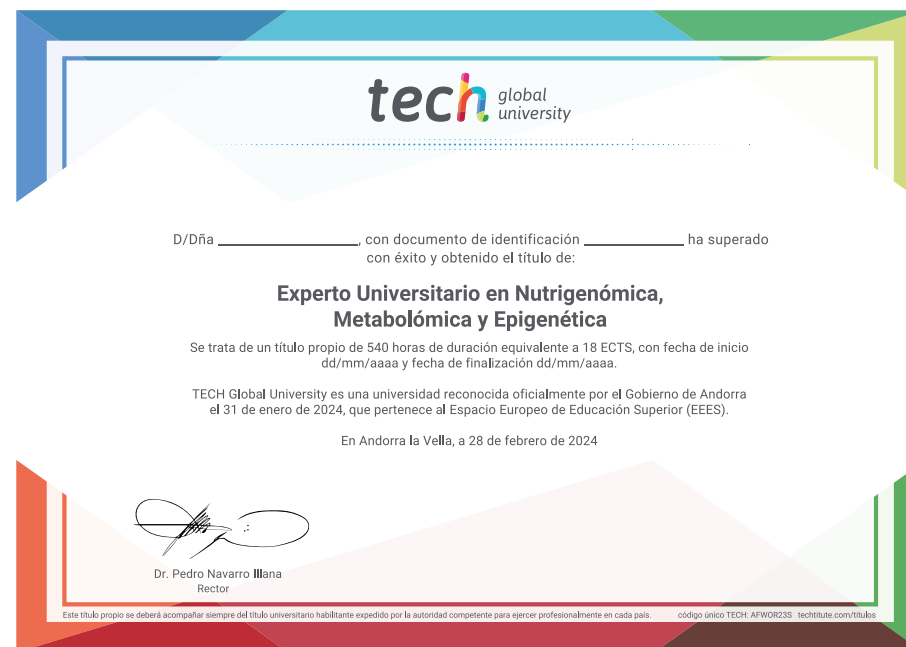 tech global university
D/Dña ____________________, con documento de identificación ______________ ha superado
con éxito y obtenido el título de:
Experto Universitario en Nutrigenómica,
Metabolómica y Epigenética
Se trata de un título propio de 540 horas de duración equivalente a 18 ECTS, con fecha de inicio
dd/mm/aaaa y fecha de finalización dd/mm/aaaa.
TECH Global University es una universidad reconocida oficialmente por el Gobierno de Andorra
el 31 de enero de 2024, que pertenece al Espacio Europeo de Educación Superior (EEES).
En Andorra la Vella, a 28 de febrero de 2024
Dr. Pedro Navarro Illana
Rector
Este título propio se deberá acompañar siempre del título universitario habilitante expedido por la autoridad competente para ejercer profesionalmente en cada país. código único TECH: AFWOR23S techtitute.com/titulos